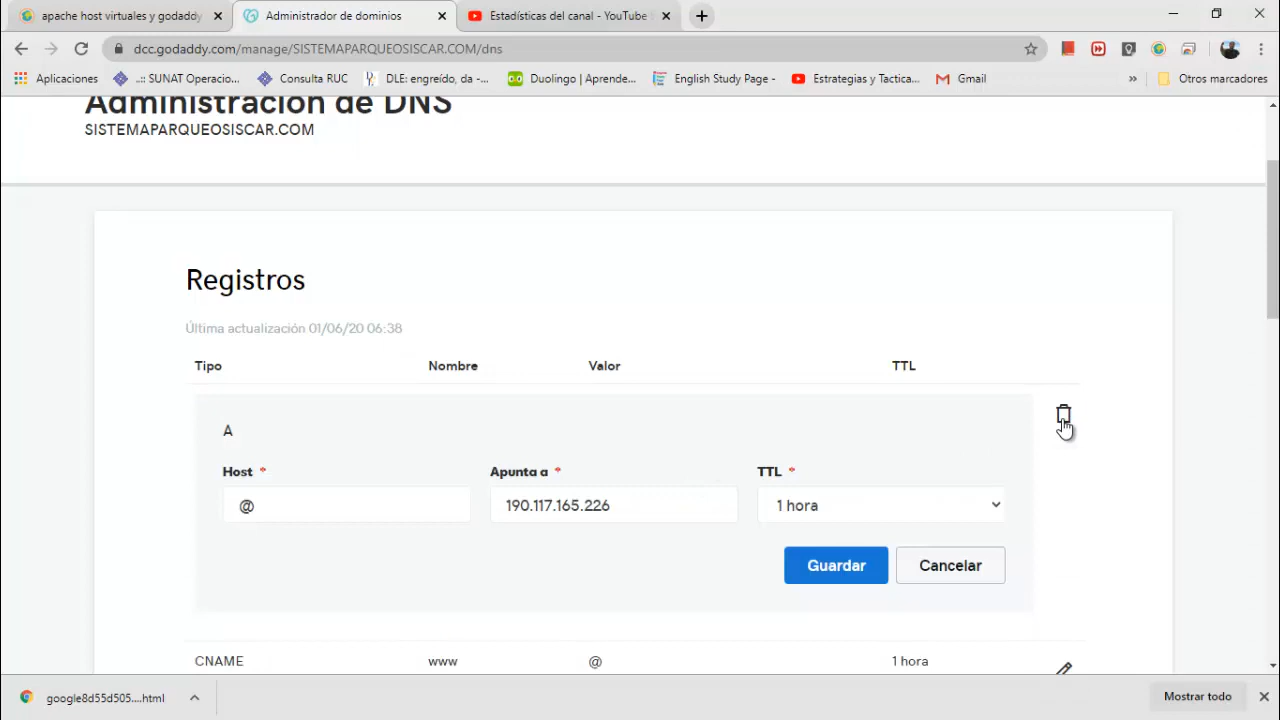 apache host virtuales y godaddy
Administrador de dominios
Estadísticas del canal - YouTube
dcc.godaddy.com/manage/SISTEMAPARQUEOSISCAR.COM/dns
Aplicaciones
..:: SUNAT Operacio...
Consulta RUC
DLE: engreído, da -...
Duolingo | Aprende...
English Study Page -
Estrategias y Tactica...
Gmail
»
Otros marcadores
Administración de DNS
SISTEMAPARQUEOSISCAR.COM
Registros
Última actualización 01/06/20 06:38
Tipo Nombre Valor TTL
A
Host * Apunta a * TTL *
@ 190.117.165.226 1 hora
Guardar Cancelar
CNAME www @ 1 hora
google8d55d505....html
Mostrar todo